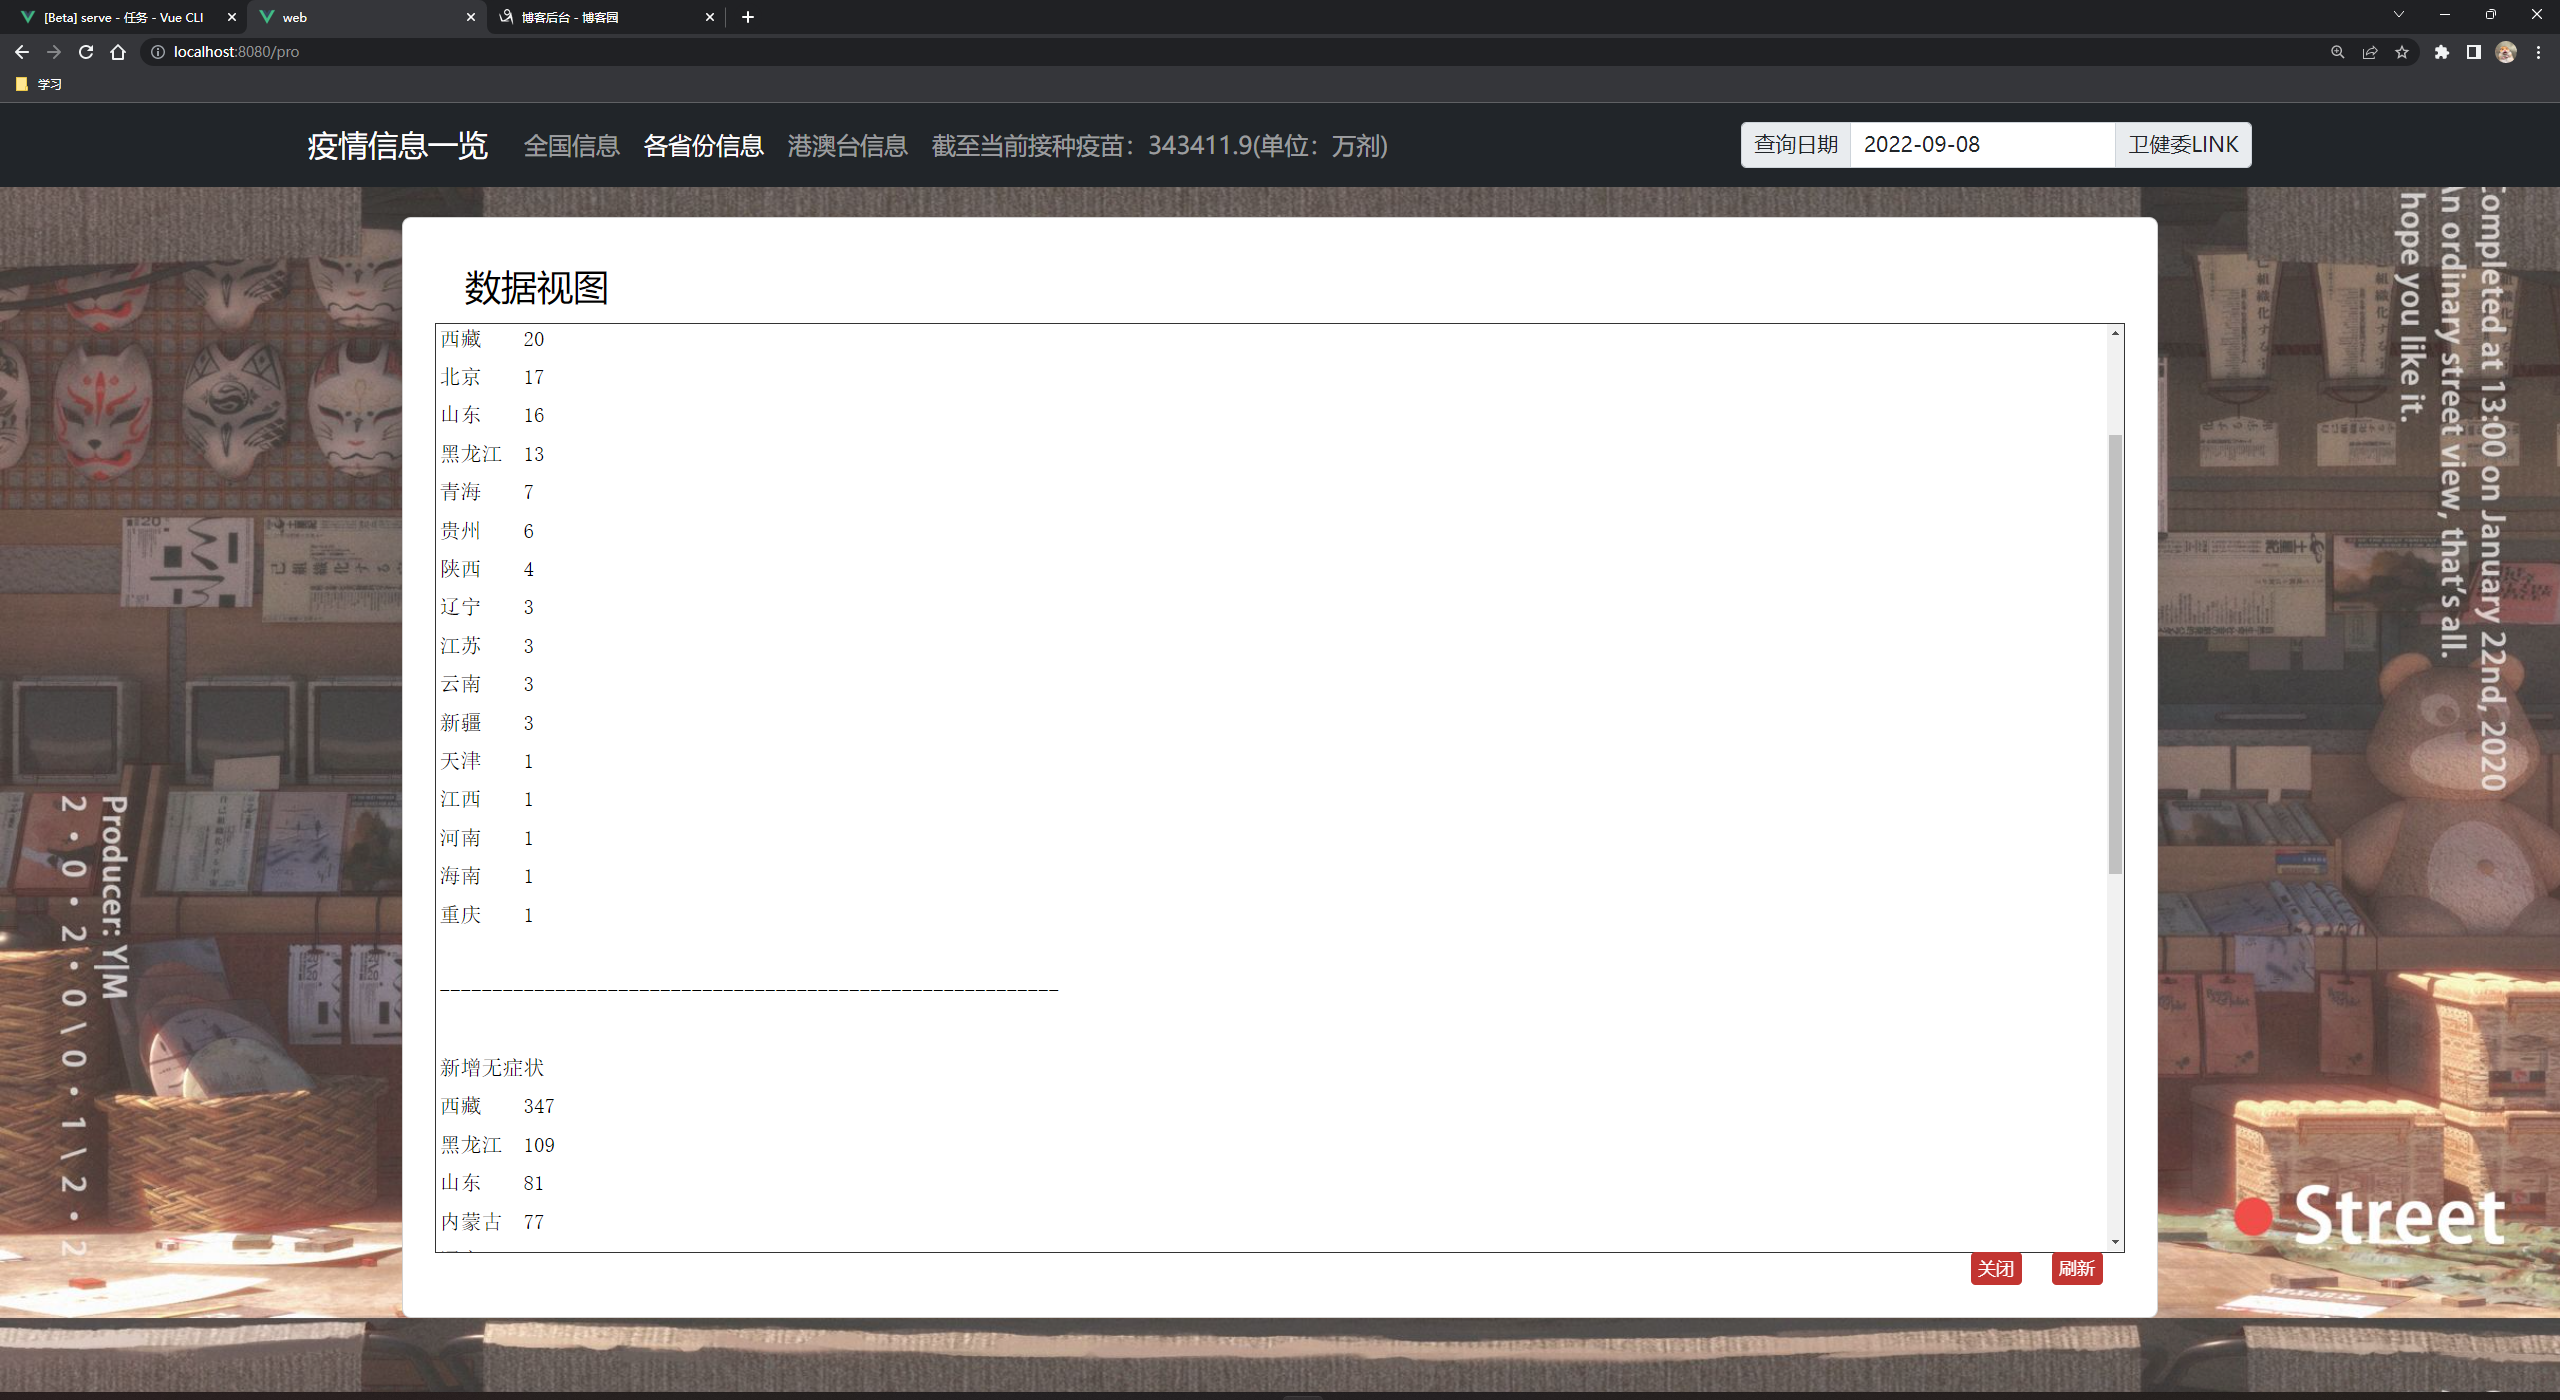 [Beta] serve - 任务 - Vue CLI
web
博客后台 - 博客园
localhost:8080/pro
学习
疫情信息一览 全国信息 各省份信息 港澳台信息 截至当前接种疫苗：343411.9(单位：万剂)
查询日期 2022-09-08 卫健委LINK
数据视图
西藏 20
北京 17
山东 16
黑龙江 13
青海 7
贵州 6
陕西 4
辽宁 3
江苏 3
云南 3
新疆 3
天津 1
江西 1
河南 1
海南 1
重庆 1
------------------------------------------------------------
新增无症状
西藏 347
黑龙江 109
山东 81
内蒙古 77
关闭 刷新
Completed at 13:00 on January 22nd, 2020
An ordinary street view, that's all.
hope you like it.
Producer: Y|M
2·0·2·0\0·1\2·2
Street